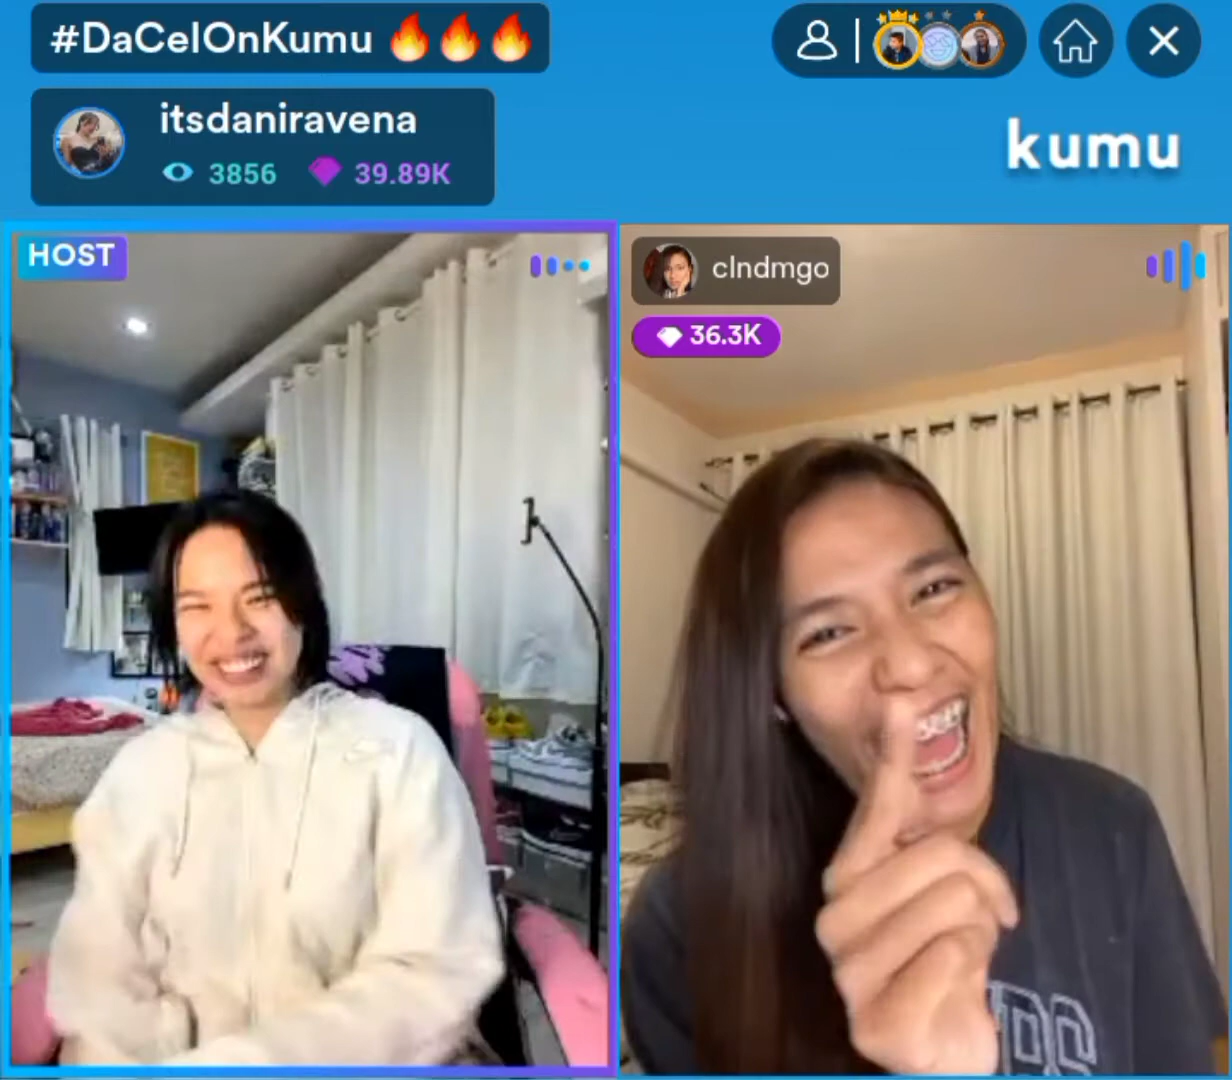 #DaCelOnKumu 🔥🔥🔥
itsdaniravena
3856 39.89K
kumu
HOST
clndmgo
36.3K